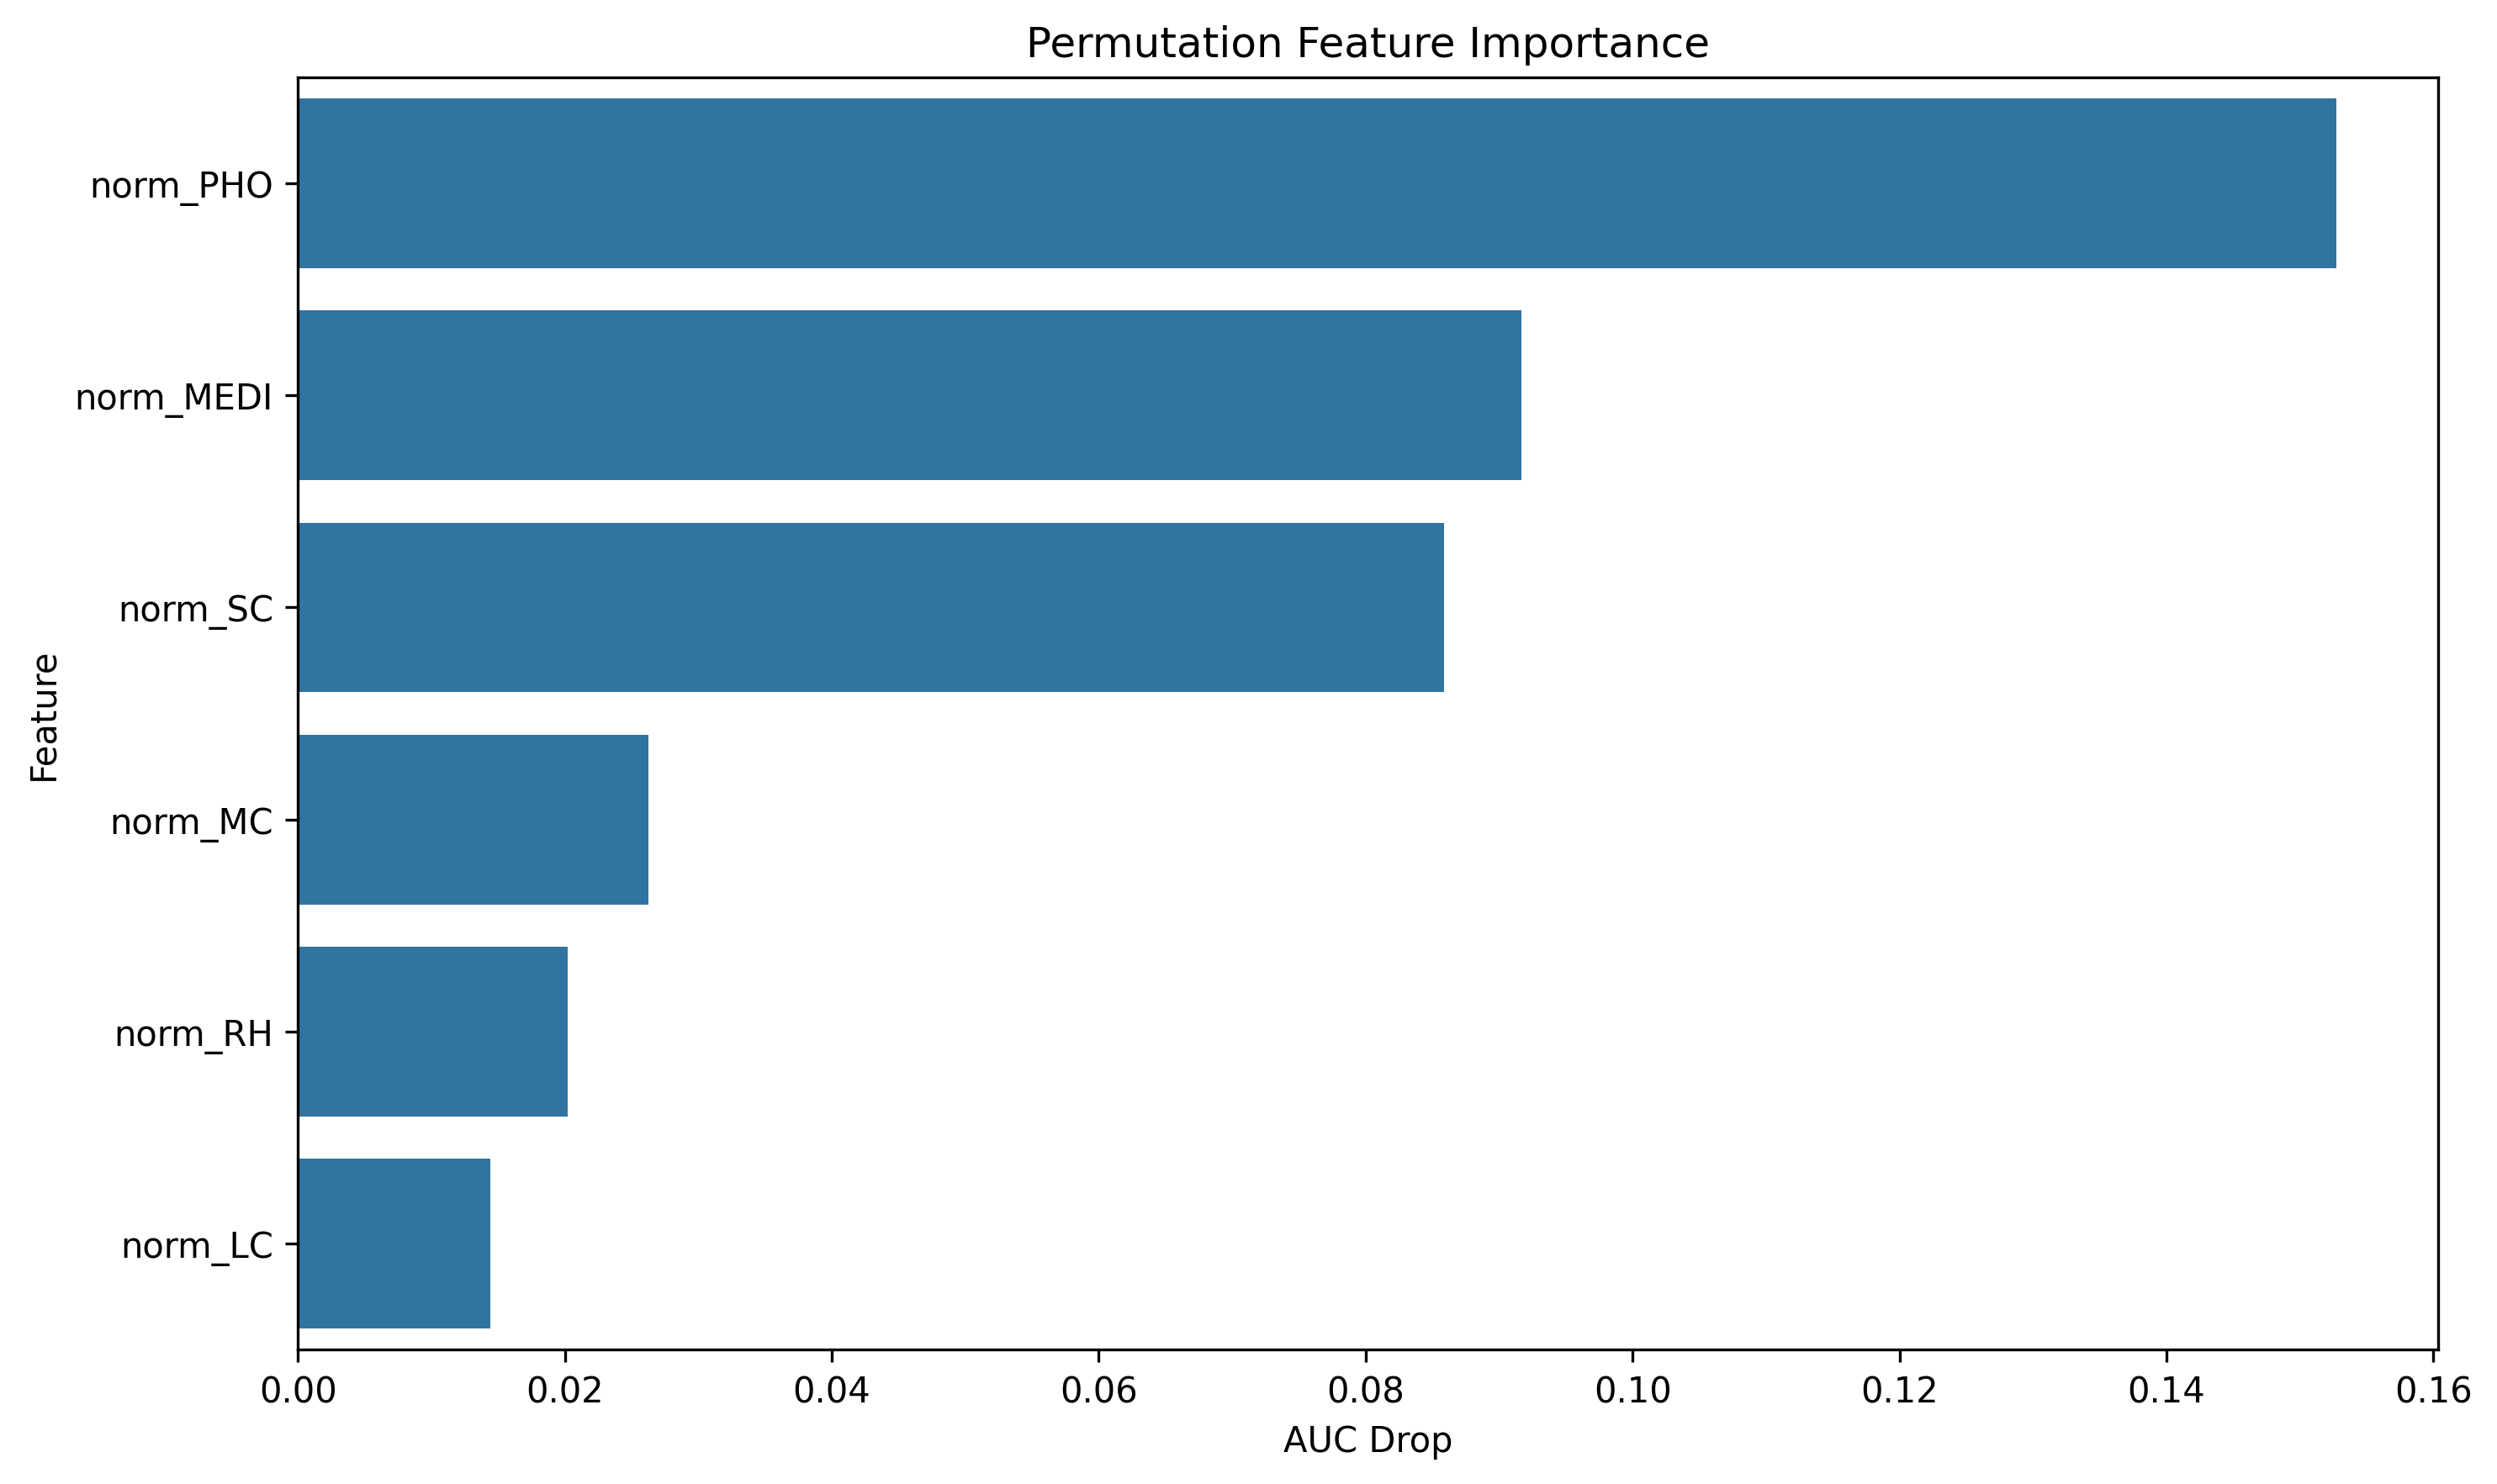 Permutation Feature Importance
norm_PHO
norm_MEDI
norm_SC
norm_MC
norm_RH
norm_LC
Feature
0.00 0.02 0.04 0.06 0.08 0.10 0.12 0.14 0.16
AUC Drop